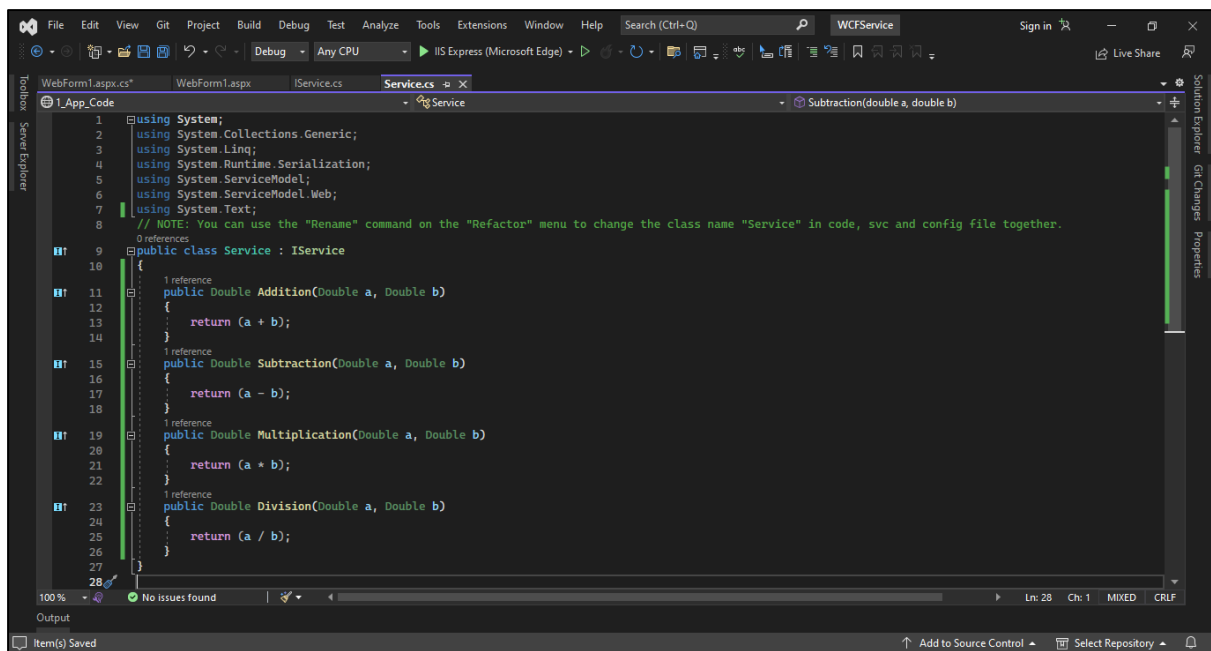 File Edit View Git Project Build Debug Test Analyze Tools Extensions Window Help Search (Ctrl+Q) WCFService Sign in
Debug Any CPU IIS Express (Microsoft Edge) Live Share
WebForm1.aspx.cs* WebForm1.aspx IService.cs Service.cs
1_App_Code Service Subtraction(double a, double b)
Toolbox
Server Explorer
1 using System;
2 using System.Collections.Generic;
3 using System.Linq;
4 using System.Runtime.Serialization;
5 using System.ServiceModel;
6 using System.ServiceModel.Web;
7 using System.Text;
8 // NOTE: You can use the "Rename" command on the "Refactor" menu to change the class name "Service" in code, svc and config file together.
0 references
9 public class Service : IService
10 {
1 reference
11 public Double Addition(Double a, Double b)
12 {
13 return (a + b);
14 }
1 reference
15 public Double Subtraction(Double a, Double b)
16 {
17 return (a - b);
18 }
1 reference
19 public Double Multiplication(Double a, Double b)
20 {
21 return (a * b);
22 }
1 reference
23 public Double Division(Double a, Double b)
24 {
25 return (a / b);
26 }
27 }
28
Solution Explorer
Git Changes
Properties
100 % No issues found Ln: 28 Ch: 1 MIXED CRLF
Output
Item(s) Saved Add to Source Control Select Repository